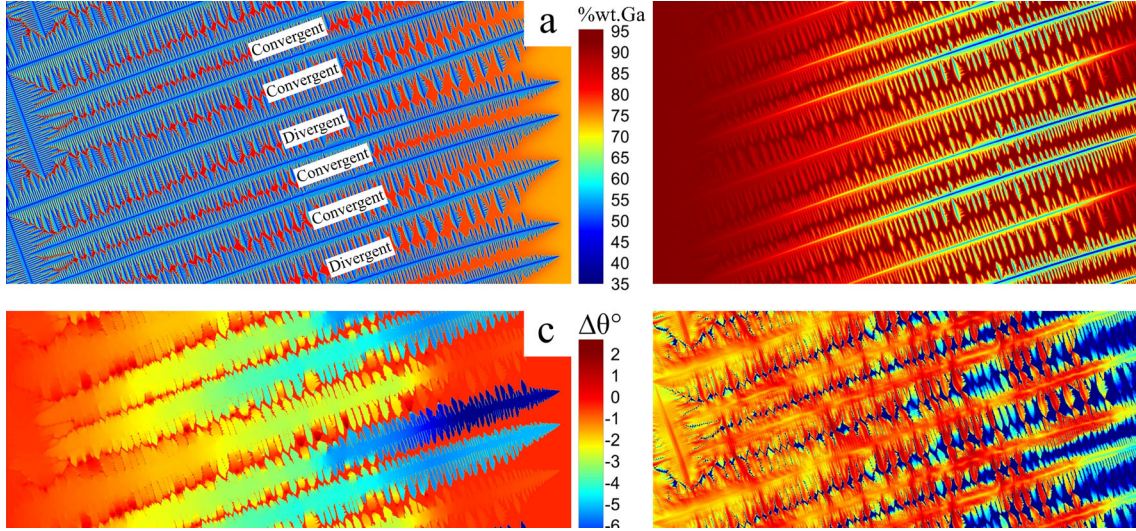 a
%wt.Ga
Convergent
Convergent
Divergent
Convergent
Convergent
Divergent
95
90
85
80
75
70
65
60
55
50
45
40
35
c
Δθ°
2
1
0
-1
-2
-3
-4
-5
-6